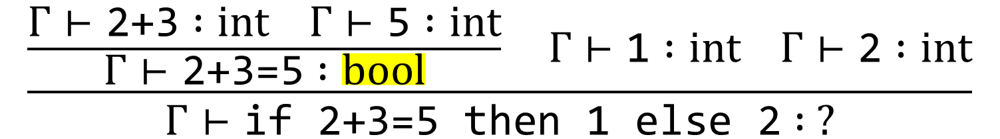 Γ ⊢ 2+3 : int Γ ⊢ 5 : int
Γ ⊢ 1 : int Γ ⊢ 2 : int
Γ ⊢ 2+3=5 : bool
Γ ⊢ if 2+3=5 then 1 else 2 : ?